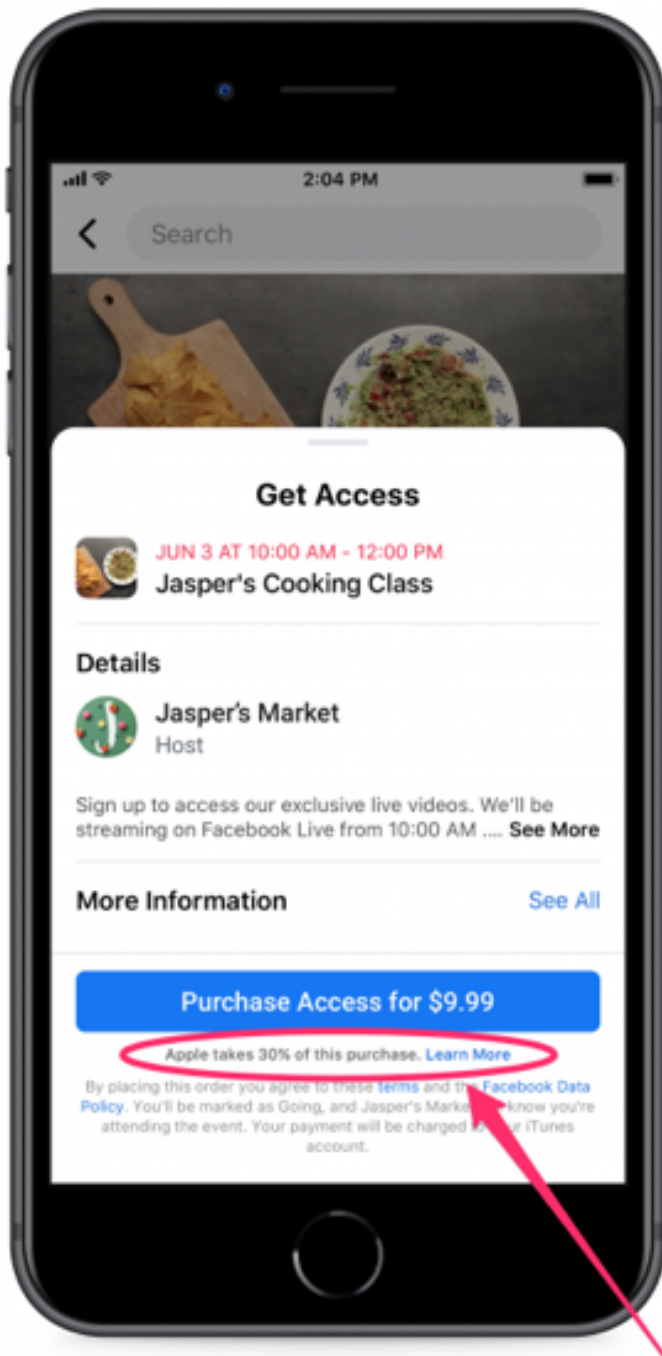 2:04 PM
Search
Get Access
JUN 3 AT 10:00 AM - 12:00 PM
Jasper's Cooking Class
Details
Jasper's Market
Host
Sign up to access our exclusive live videos. We'll be
streaming on Facebook Live from 10:00 AM .... See More
More Information
See All
Purchase Access for $9.99
Apple takes 30% of this purchase. Learn More
By placing this order you agree to these terms and the Facebook Data
Policy. You'll be marked as Going, and Jasper's Marke know you're
attending the event. Your payment will be charged to your iTunes
account.